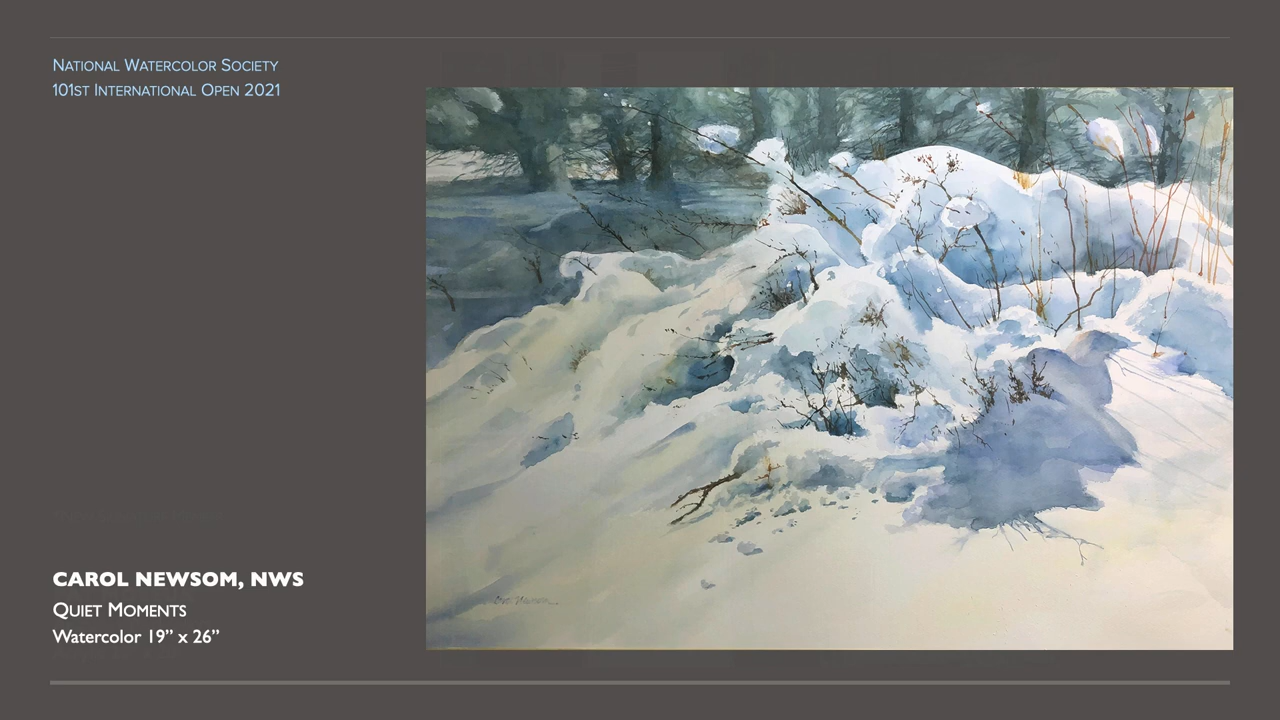 National Watercolor Society
101st International Open 2021
CAROL NEWSOM, NWS
Quiet Moments
Watercolor 19” x 26”